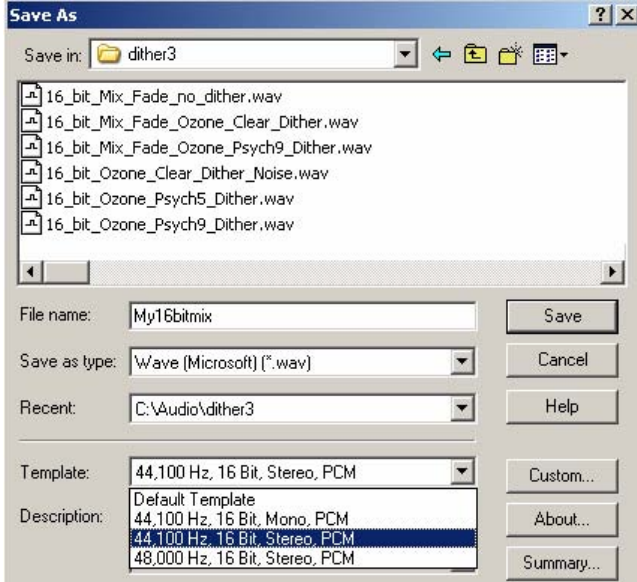 Save As
Save in: dither3
16_bit_Mix_Fade_no_dither.wav
16_bit_Mix_Fade_Ozone_Clear_Dither.wav
16_bit_Mix_Fade_Ozone_Psych9_Dither.wav
16_bit_Ozone_Clear_Dither_Noise.wav
16_bit_Ozone_Psych5_Dither.wav
16_bit_Ozone_Psych9_Dither.wav
File name: My16bitmix Save
Save as type: Wave (Microsoft) (*.wav) Cancel
Recent: C:\Audio\dither3 Help
Template: 44,100 Hz, 16 Bit, Stereo, PCM Custom...
Default Template
Description: 44,100 Hz, 16 Bit, Mono, PCM About...
44,100 Hz, 16 Bit, Stereo, PCM
48,000 Hz, 16 Bit, Stereo, PCM Summary...